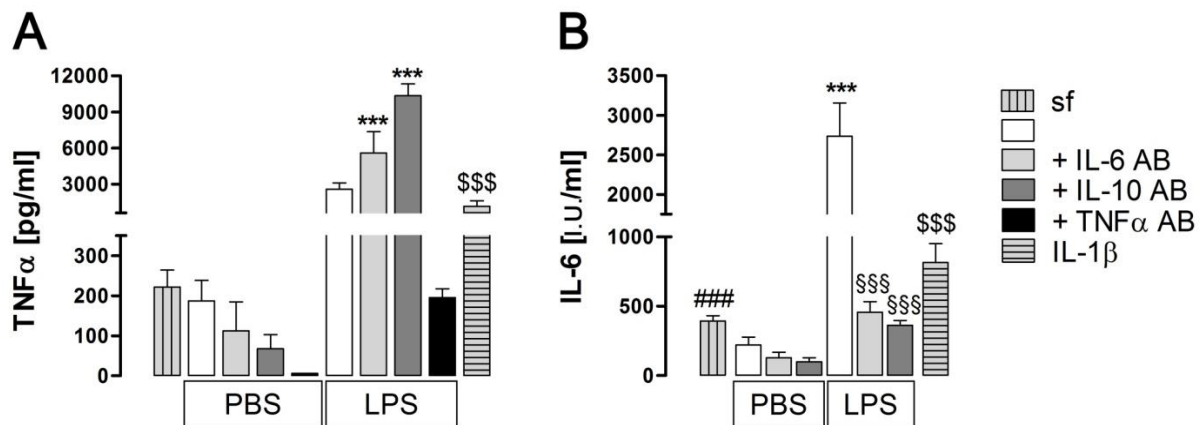 A
TNFα [pg/ml]
12000
9000
6000
3000
300
200
100
0
***
***
$$$
PBS
LPS
B
IL-6 [I.U./ml]
3500
3000
2500
2000
1000
500
0
###
***
§§§
§§§
$$$
PBS
LPS
sf
+ IL-6 AB
+ IL-10 AB
+ TNFα AB
IL-1β